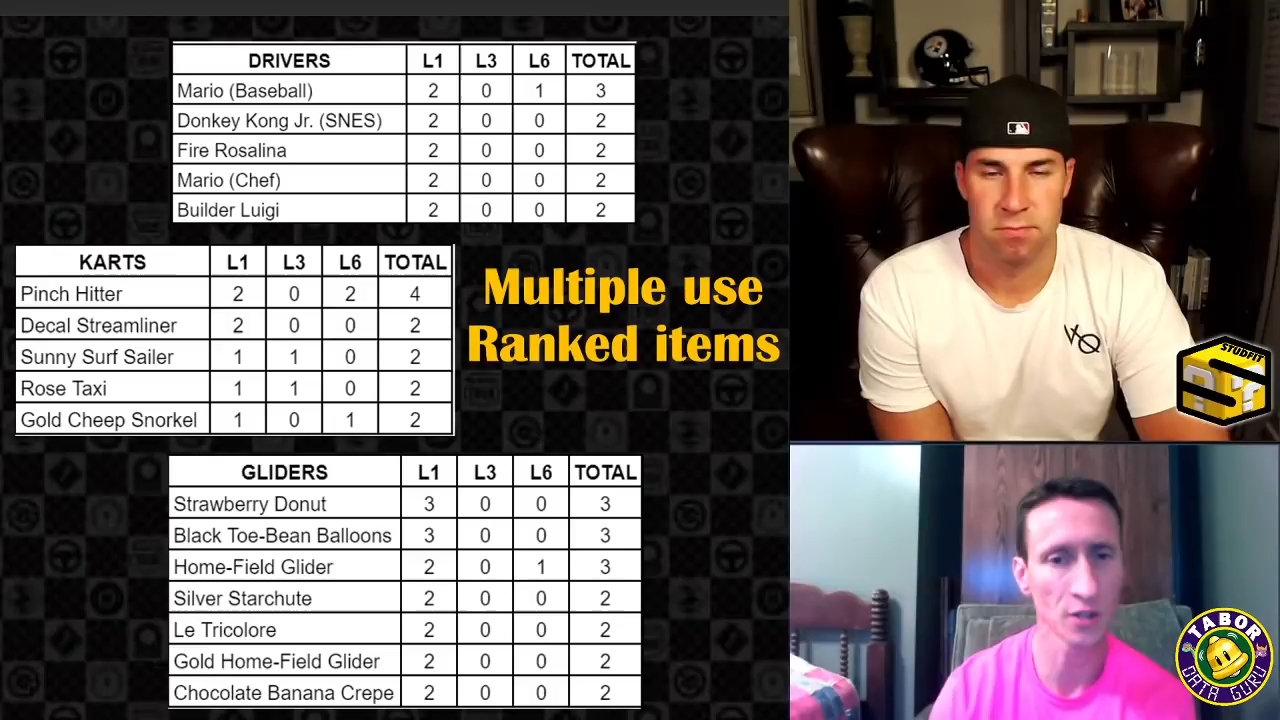 DRIVERS L1 L3 L6 TOTAL
Mario (Baseball) 2 0 1 3
Donkey Kong Jr. (SNES) 2 0 0 2
Fire Rosalina 2 0 0 2
Mario (Chef) 2 0 0 2
Builder Luigi 2 0 0 2
KARTS L1 L3 L6 TOTAL
Pinch Hitter 2 0 2 4
Decal Streamliner 2 0 0 2
Sunny Surf Sailer 1 1 0 2
Rose Taxi 1 1 0 2
Gold Cheep Snorkel 1 0 1 2
Multiple use
Ranked items
GLIDERS L1 L3 L6 TOTAL
Strawberry Donut 3 0 0 3
Black Toe-Bean Balloons 3 0 0 3
Home-Field Glider 2 0 1 3
Silver Starchute 2 0 0 2
Le Tricolore 2 0 0 2
Gold Home-Field Glider 2 0 0 2
Chocolate Banana Crepe 2 0 0 2
STUDPIT
TABOR
DATA GURU